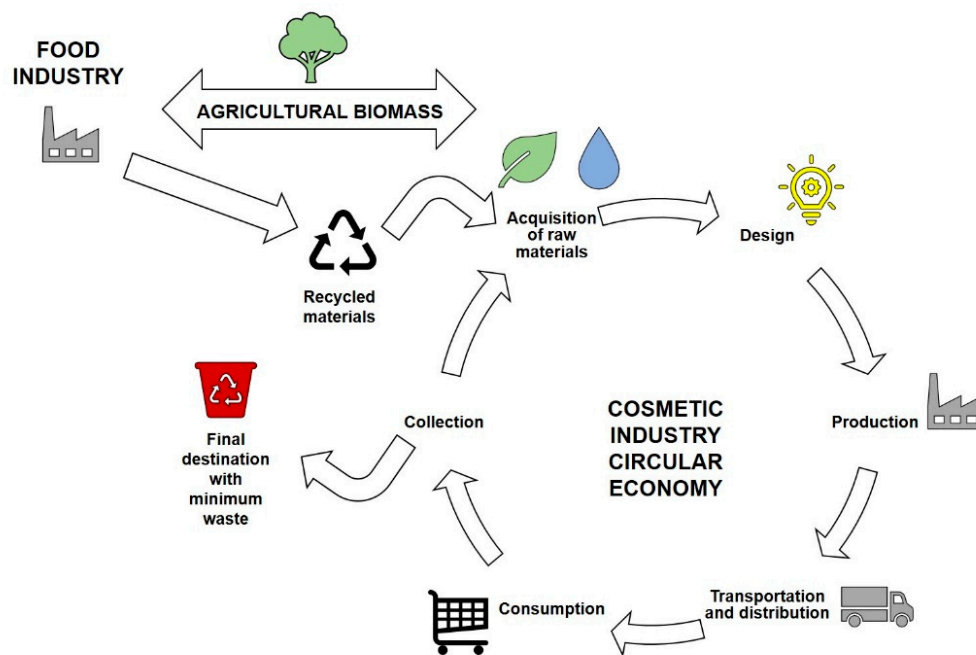 FOOD
INDUSTRY
AGRICULTURAL BIOMASS
Recycled
materials
Acquisition
of raw
materials
Design
Production
Transportation
and distribution
Consumption
Collection
Final
destination
with
minimum
waste
COSMETIC
INDUSTRY
CIRCULAR
ECONOMY